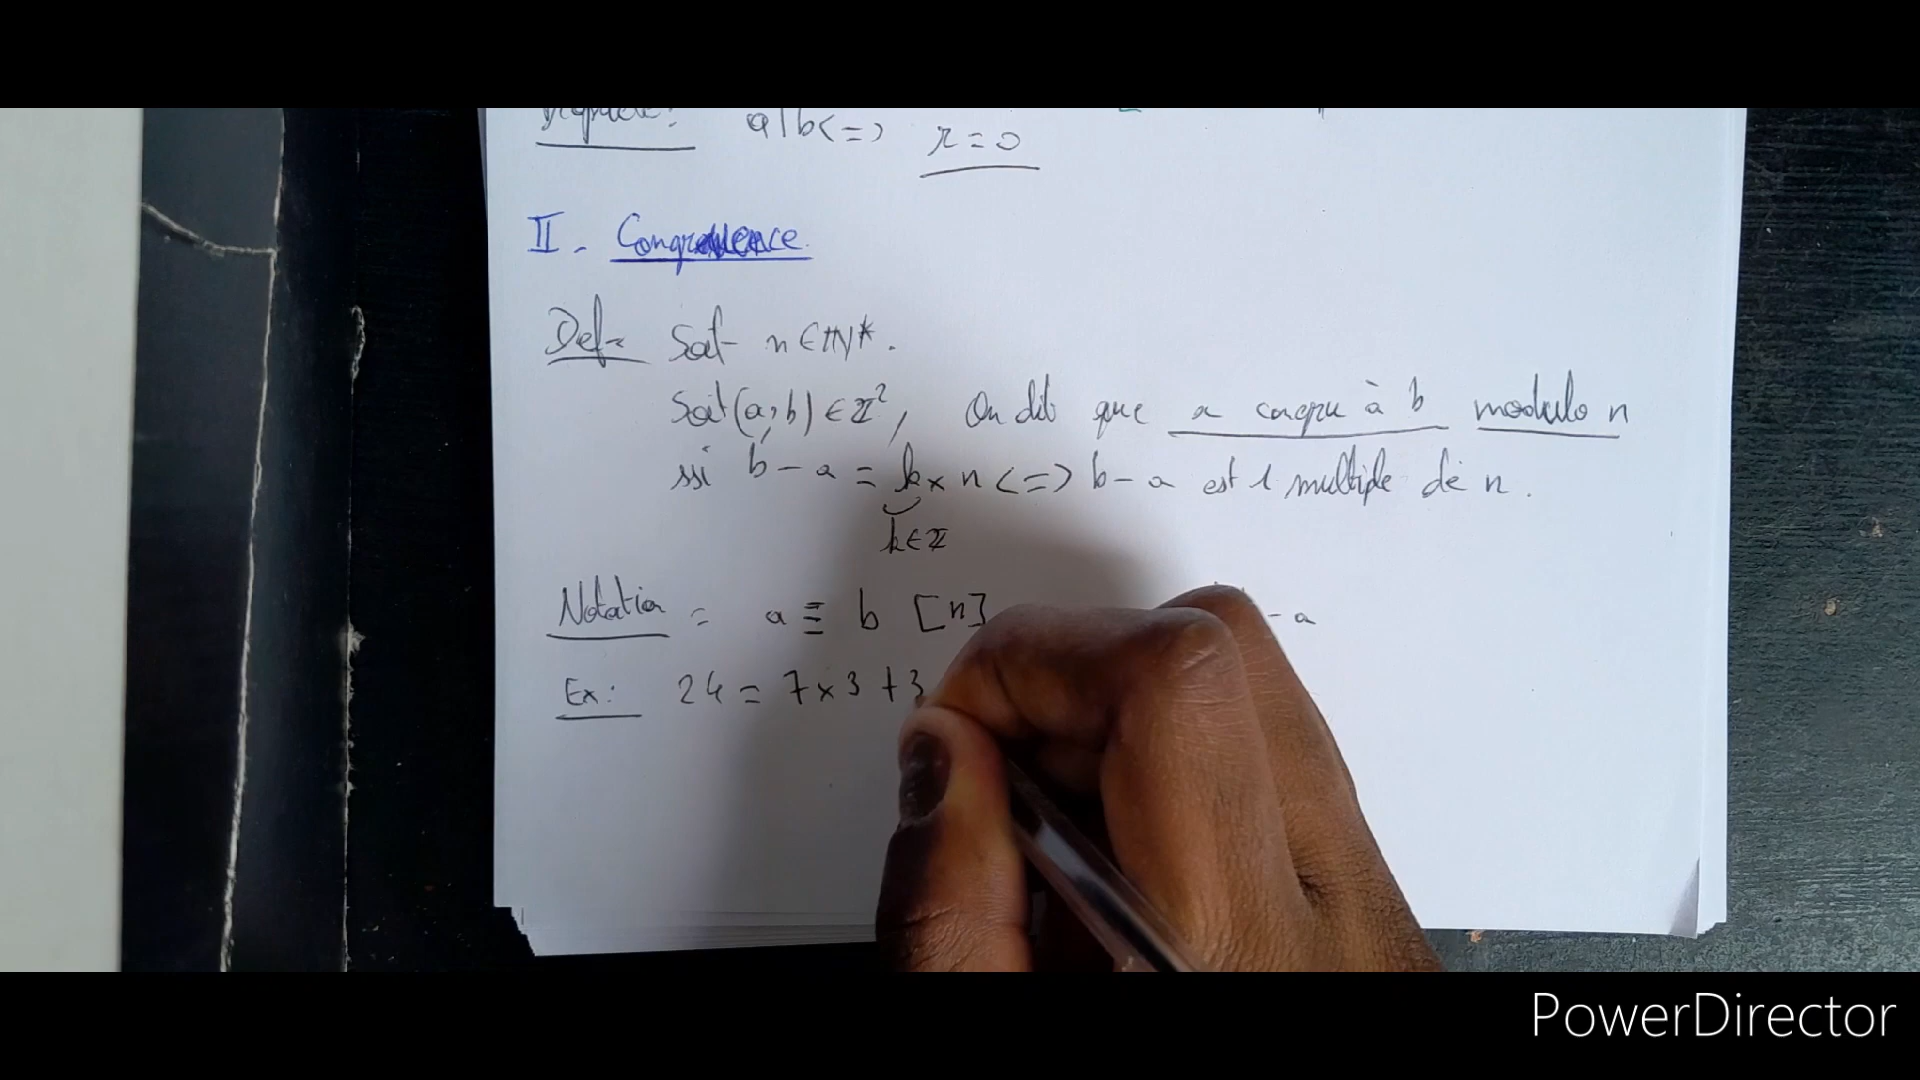 a|b <=> r = 0
II - Congruence
Def: Soit n ∈ ℕ*.
Soit (a, b) ∈ ℤ², On dit que a congru à b modulo n
ssi b - a = k × n <=> b - a est 1 multiple de n.
k ∈ ℤ
Notation = a ≡ b [n] - a
Ex: 24 = 7 × 3 + 3
PowerDirector